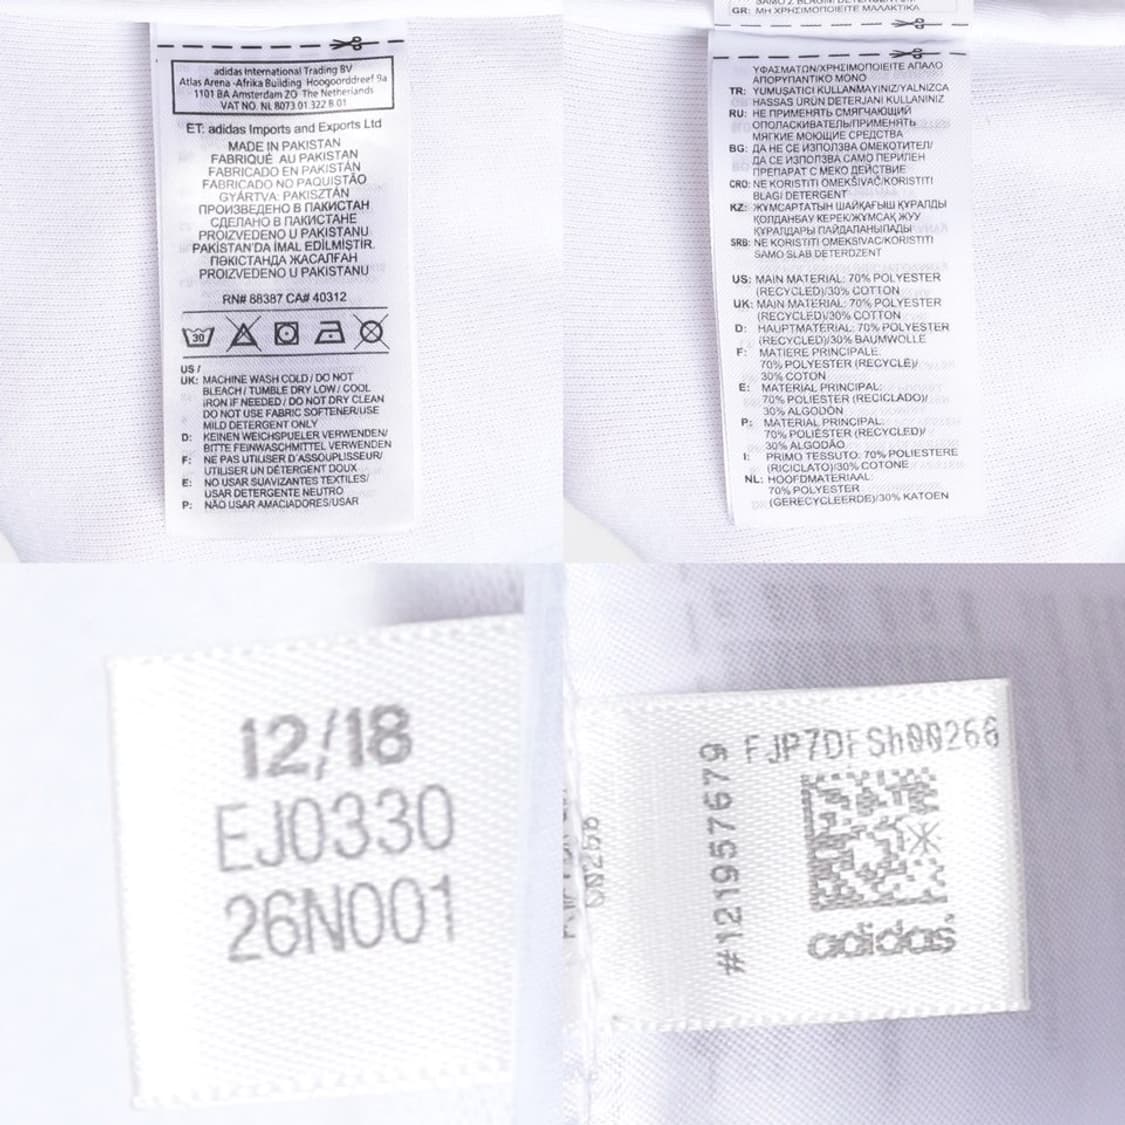 adidas International Trading BV
Atlas Arena -Afrika Building Hoogoorddreef 9a
1101 BA Amsterdam ZO The Netherlands
VAT NO. NL 8073.01.322.B.01
ET: adidas Imports and Exports Ltd
MADE IN PAKISTAN
FABRIQUÉ AU PAKISTAN
FABRICADO EN PAKISTÁN
FABRICADO NO PAQUISTÃO
GYÁRTVA: PAKISZTÁN
ПРОИЗВЕДЕНО В ПАКИСТАН
СДЕЛАНО В ПАКИСТАНЕ
PROIZVEDENO U PAKISTANU
PAKİSTAN'DA İMAL EDİLMİŞTİR.
ПӘКІСТАНДА ЖАСАЛҒАН
PROIZVEDENO U PAKISTANU
RN# 88387 CA# 40312
30
US /
UK: MACHINE WASH COLD / DO NOT
BLEACH / TUMBLE DRY LOW / COOL
IRON IF NEEDED / DO NOT DRY CLEAN
DO NOT USE FABRIC SOFTENER/USE
MILD DETERGENT ONLY
D: KEINEN WEICHSPUELER VERWENDEN/
BITTE FEINWASCHMITTEL VERWENDEN
F: NE PAS UTILISER D'ASSOUPLISSEUR/
UTILISER UN DÉTERGENT DOUX
E: NO USAR SUAVIZANTES TEXTILES/
USAR DETERGENTE NEUTRO
P: NÃO USAR AMACIADORES/USAR
GR: ΜΗ ΧΡΗΣΙΜΟΠΟΙΕΙΤΕ ΜΑΛΑΚΤΙΚΑ
ΥΦΑΣΜΑΤΩΝ/ΧΡΗΣΙΜΟΠΟΙΕΙΤΕ ΑΠΑΛΟ
ΑΠΟΡΥΠΑΝΤΙΚΟ ΜΟΝΟ
TR: YUMUŞATICI KULLANMAYINIZ/YALNIZCA
HASSAS ÜRÜN DETERJANI KULLANINIZ
RU: НЕ ПРИМЕНЯТЬ СМЯГЧАЮЩИЙ
ОПОЛАСКИВАТЕЛЬ/ПРИМЕНЯТЬ
МЯГКИЕ МОЮЩИЕ СРЕДСТВА
BG: ДА НЕ СЕ ИЗПОЛЗВА ОМЕКОТИТЕЛ/
ДА СЕ ИЗПОЛЗВА САМО ПЕРИЛЕН
ПРЕПАРАТ С МЕКО ДЕЙСТВИЕ
CRO: NE KORISTITI OMEKŠIVAČ/KORISTITI
BLAGI DETERGENT
KZ: ЖҰМСАРТАТЫН ШАЙҚАҒЫШ ҚҰРАЛДЫ
ҚОЛДАНБАУ КЕРЕК/ЖҰМСАҚ ЖУУ
ҚҰРАЛДАРЫ ПАЙДАЛАНЫЛАДЫ
SRB: NE KORISTITI OMEKSIVAC/KORISTITI
SAMO SLAB DETERDZENT
US: MAIN MATERIAL: 70% POLYESTER
(RECYCLED)/30% COTTON
UK: MAIN MATERIAL: 70% POLYESTER
(RECYCLED)/30% COTTON
D: HAUPTMATERIAL: 70% POLYESTER
(RECYCLED)/30% BAUMWOLLE
F: MATIERE PRINCIPALE:
70% POLYESTER (RECYCLÉ)/
30% COTON
E: MATERIAL PRINCIPAL:
70% POLIÉSTER (RECICLADO)/
30% ALGODÓN
P: MATERIAL PRINCIPAL:
70% POLIÉSTER (RECYCLED)/
30% ALGODÃO
I: PRIMO TESSUTO: 70% POLIESTERE
(RICICLATO)/30% COTONE
NL: HOOFDMATERIAAL:
70% POLYESTER
(GERECYCLEERDE)/30% KATOEN
12/18
EJ0330
26N001
FJP7DFSh00268
#121957679
adidas